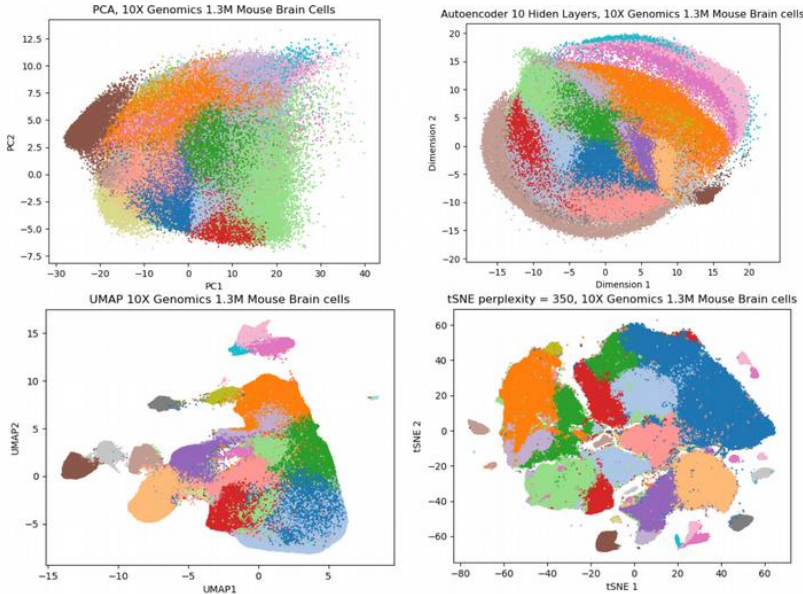 PCA, 10X Genomics 1.3M Mouse Brain Cells
12.5
10.0
7.5
5.0
2.5
0.0
−2.5
−5.0
−7.5
PC2
−30 −20 −10 0 10 20 30 40
PC1
Autoencoder 10 Hiden Layers, 10X Genomics 1.3M Mouse Brain cells
20
15
10
5
0
−5
−10
−15
−20
Dimension 2
−15 −10 −5 0 5 10 15 20
Dimension 1
UMAP 10X Genomics 1.3M Mouse Brain cells
15
10
5
0
−5
UMAP2
−15 −10 −5 0 5
UMAP1
tSNE perplexity = 350, 10X Genomics 1.3M Mouse Brain cells
60
40
20
0
−20
−40
−60
tSNE 2
−80 −60 −40 −20 0 20 40 60
tSNE 1